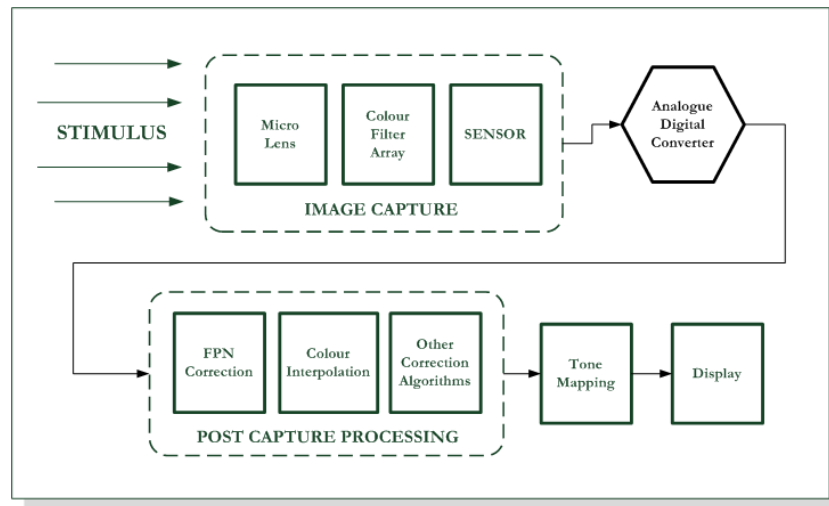 STIMULUS
Micro
Lens
Colour
Filter
Array
SENSOR
IMAGE CAPTURE
Analogue
Digital
Converter
FPN
Correction
Colour
Interpolation
Other
Correction
Algorithms
POST CAPTURE PROCESSING
Tone
Mapping
Display